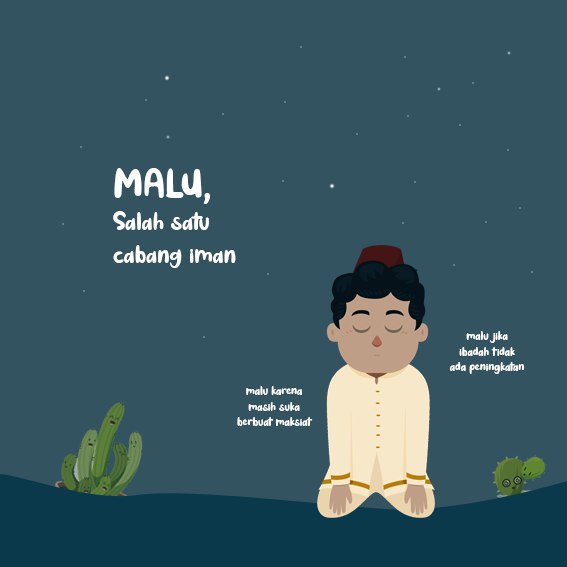 MALU,
Salah satu
cabang iman
malu jika
ibadah tidak
ada peningkatan
malu karena
masih suka
berbuat maksiat